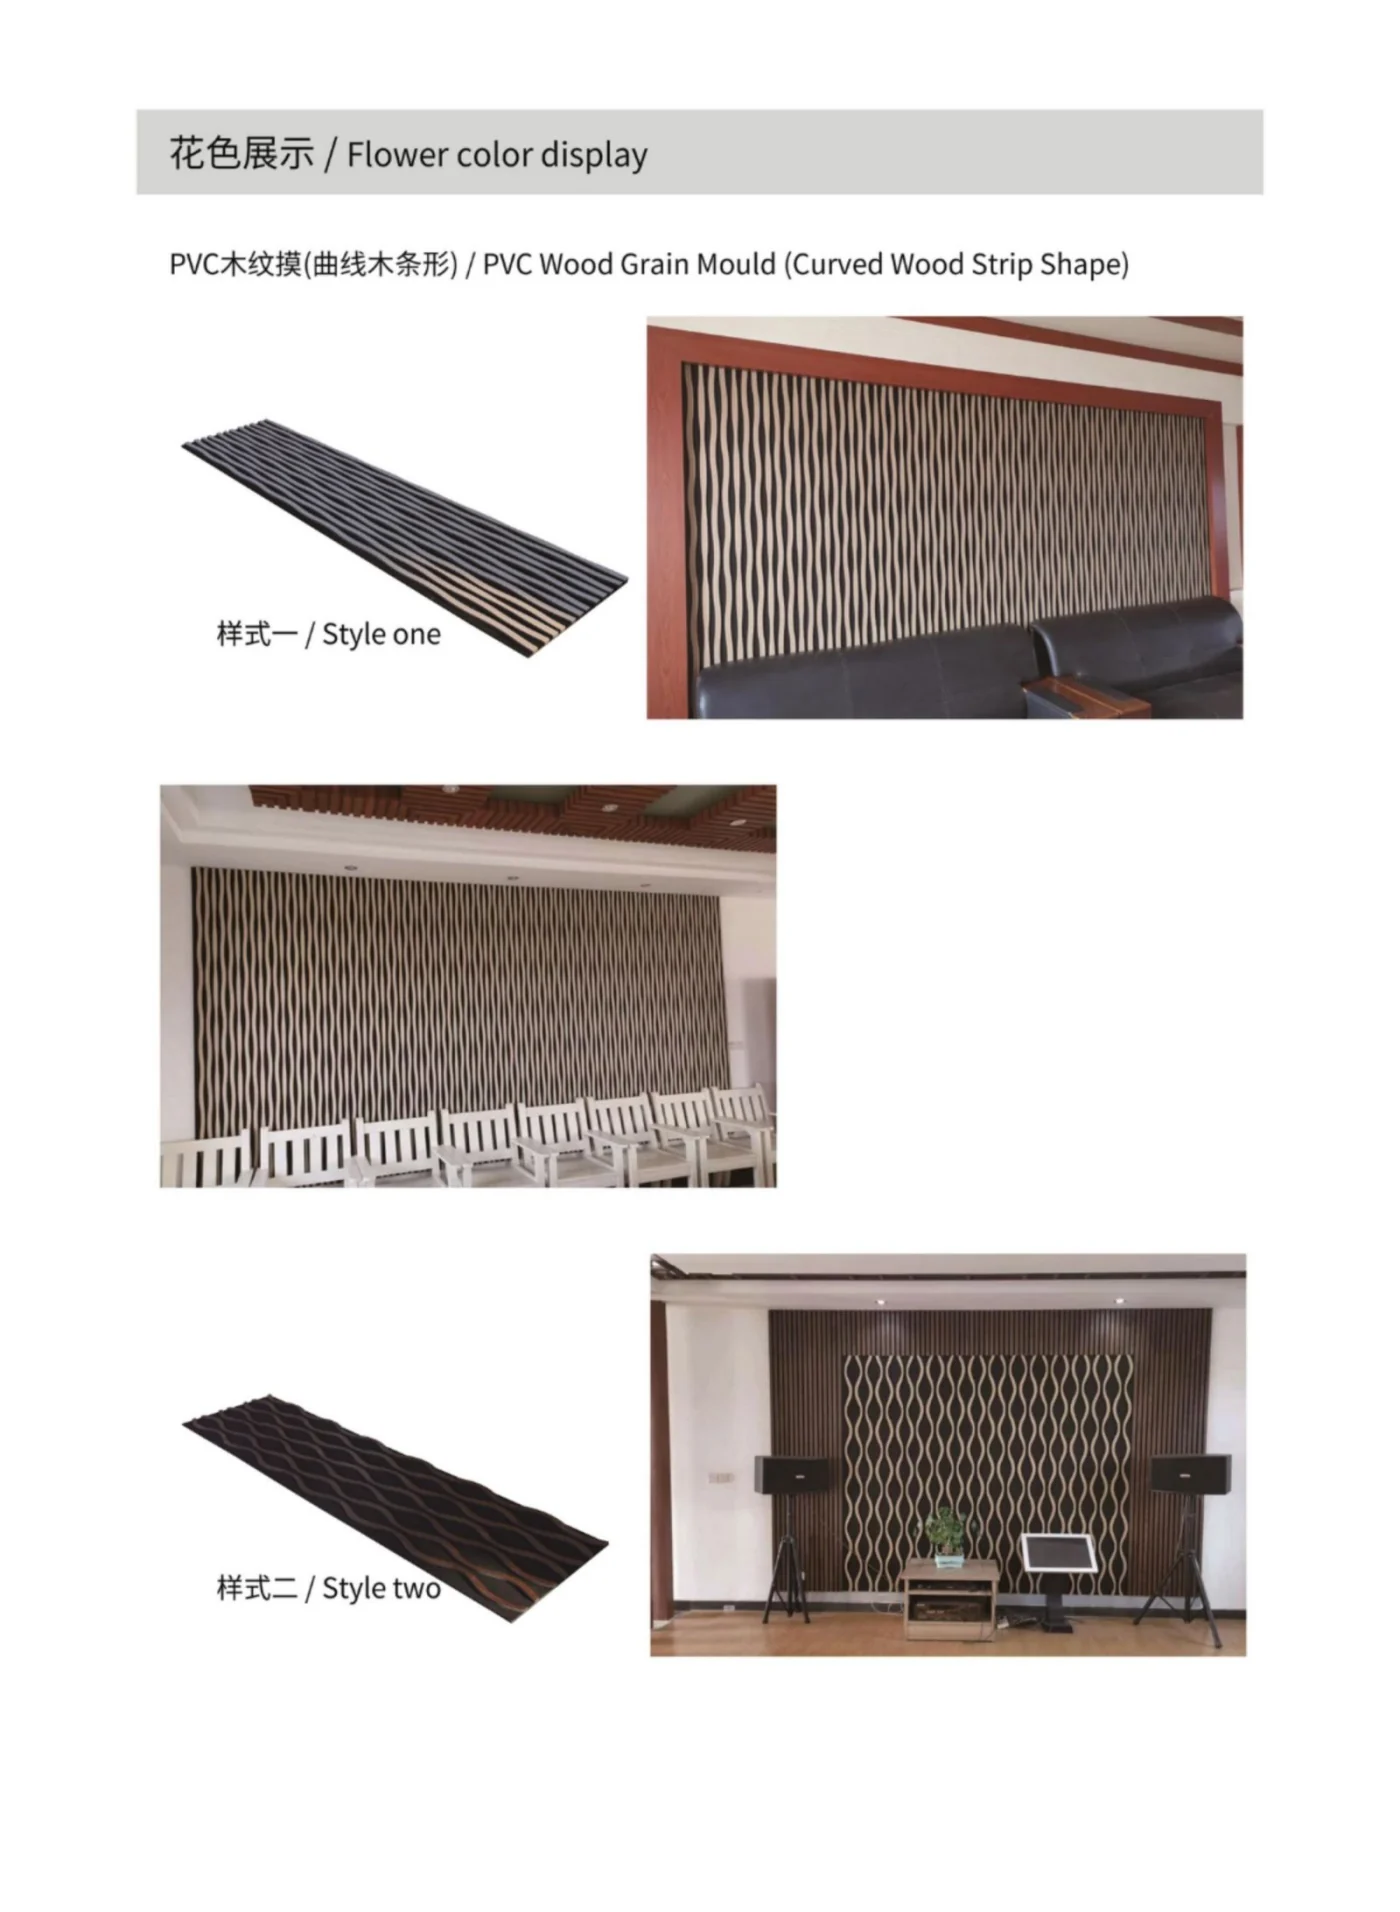 花色展示 / Flower color display
PVC木纹摸(曲线木条形) / PVC Wood Grain Mould (Curved Wood Strip Shape)
样式一 / Style one
样式二 / Style two